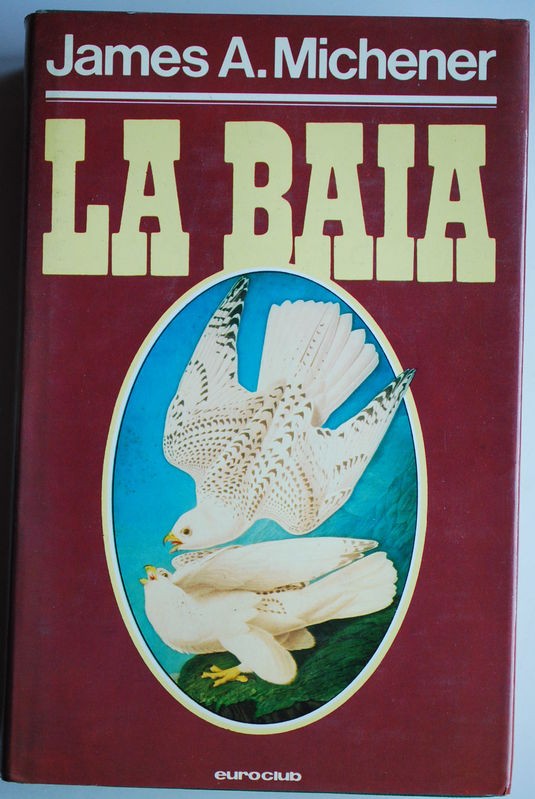 James A. Michener
LA BAIA
euroclub